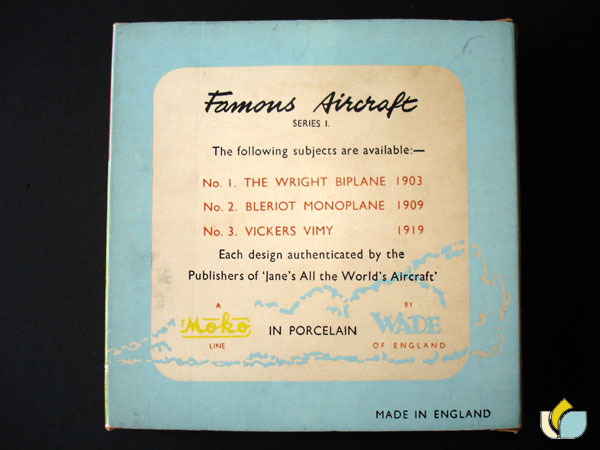 Famous Aircraft
SERIES I.
The following subjects are available:—
No. 1. THE WRIGHT BIPLANE 1903
No. 2. BLERIOT MONOPLANE 1909
No. 3. VICKERS VIMY 1919
Each design authenticated by the
Publishers of 'Jane's All the World's Aircraft'
A
Moko
LINE
IN PORCELAIN
BY
WADE
OF ENGLAND
MADE IN ENGLAND